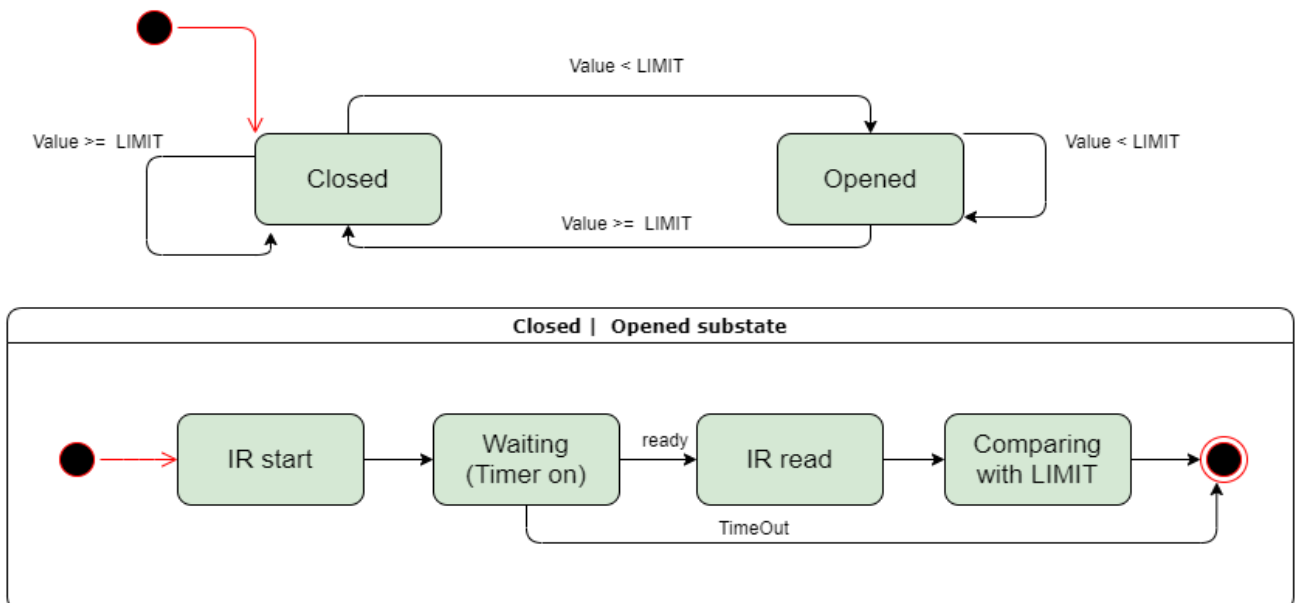 Value < LIMIT
Value >=  LIMIT
Value < LIMIT
Closed
Opened
Value >=  LIMIT
Closed |  Opened substate
IR start
Waiting
(Timer on)
ready
IR read
Comparing
with LIMIT
TimeOut